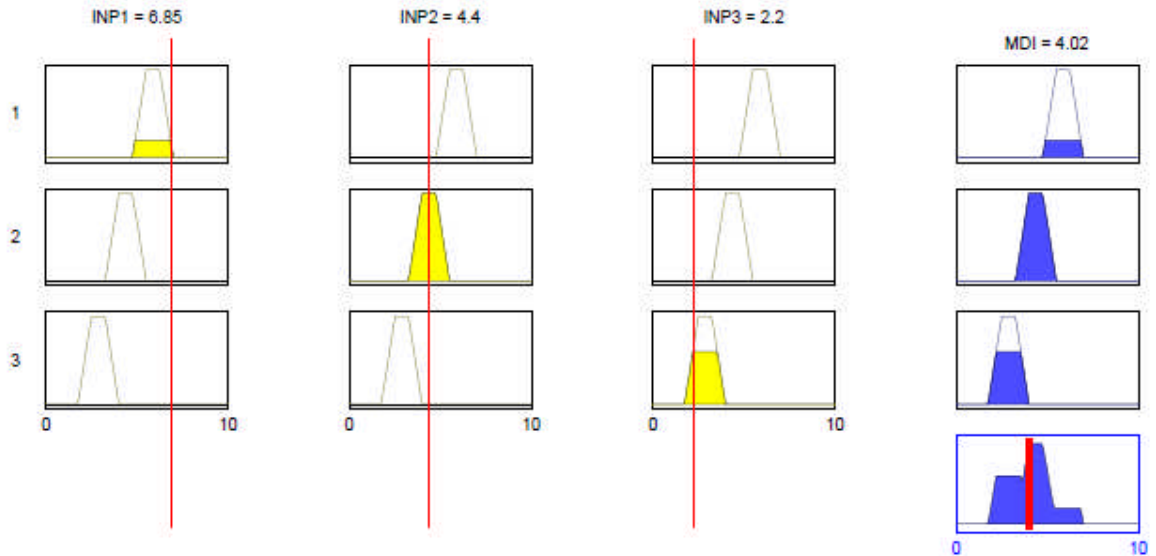 INP1 = 6.85
INP2 = 4.4
INP3 = 2.2
MDI = 4.02
1
2
3
0
10
0
10
0
10
0
10